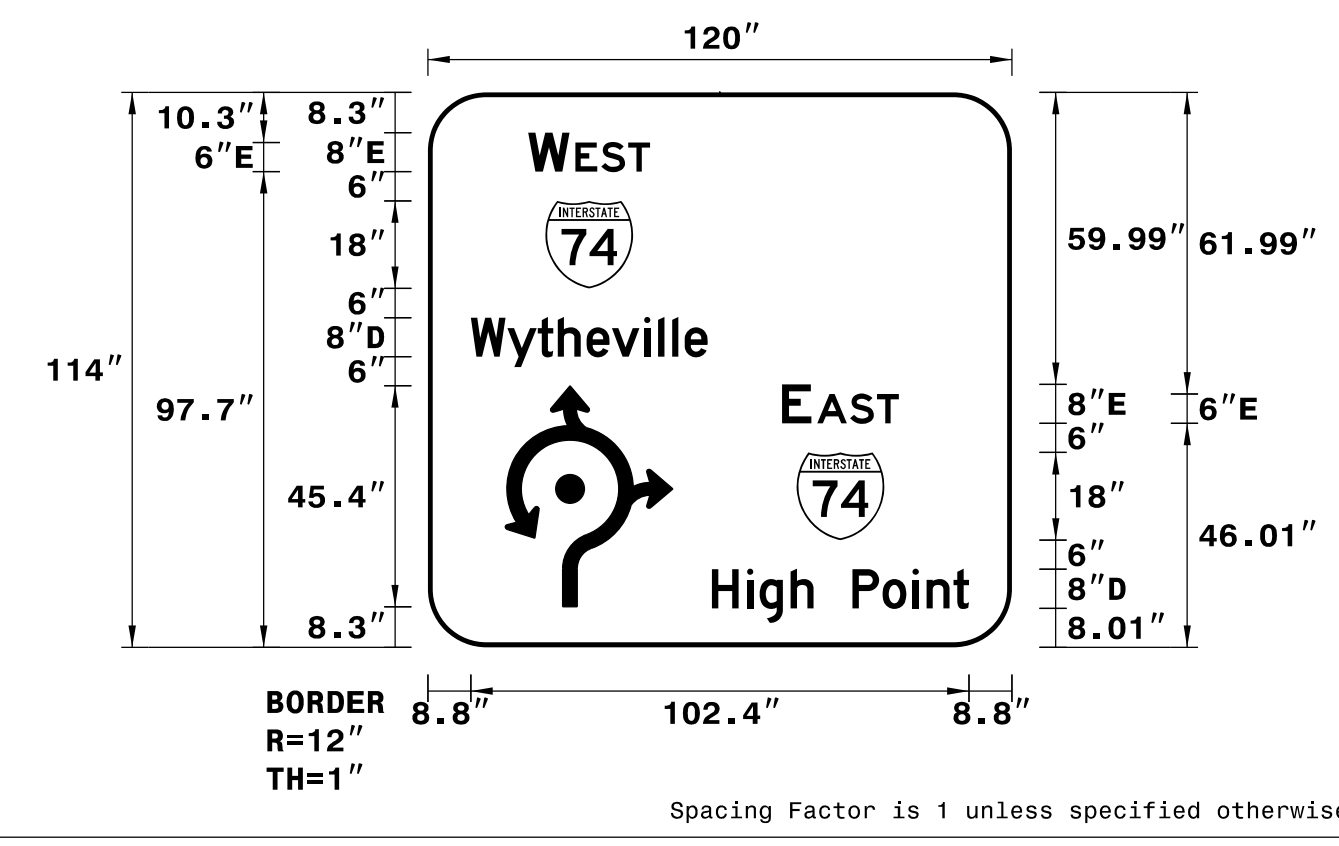 120″
10.3″
8.3″
6″E
8″E
6″
18″
6″
8″D
6″
114″
97.7″
45.4″
8.3″
WEST
INTERSTATE
74
Wytheville
EAST
INTERSTATE
74
High Point
59.99″
61.99″
8″E
6″E
6″
18″
46.01″
6″
8″D
8.01″
8.8″
102.4″
8.8″
BORDER
R=12″
TH=1″
Spacing Factor is 1 unless specified otherwise